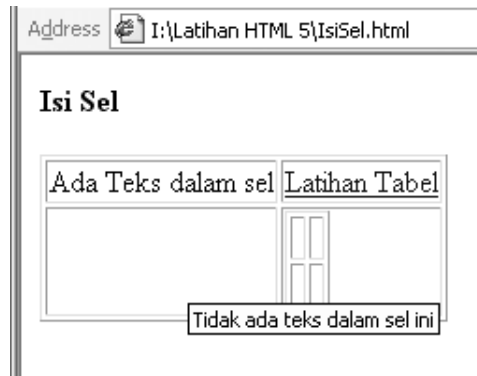 Address I:\Latihan HTML 5\IsiSel.html
Isi Sel
Ada Teks dalam sel Latihan Tabel
Tidak ada teks dalam sel ini